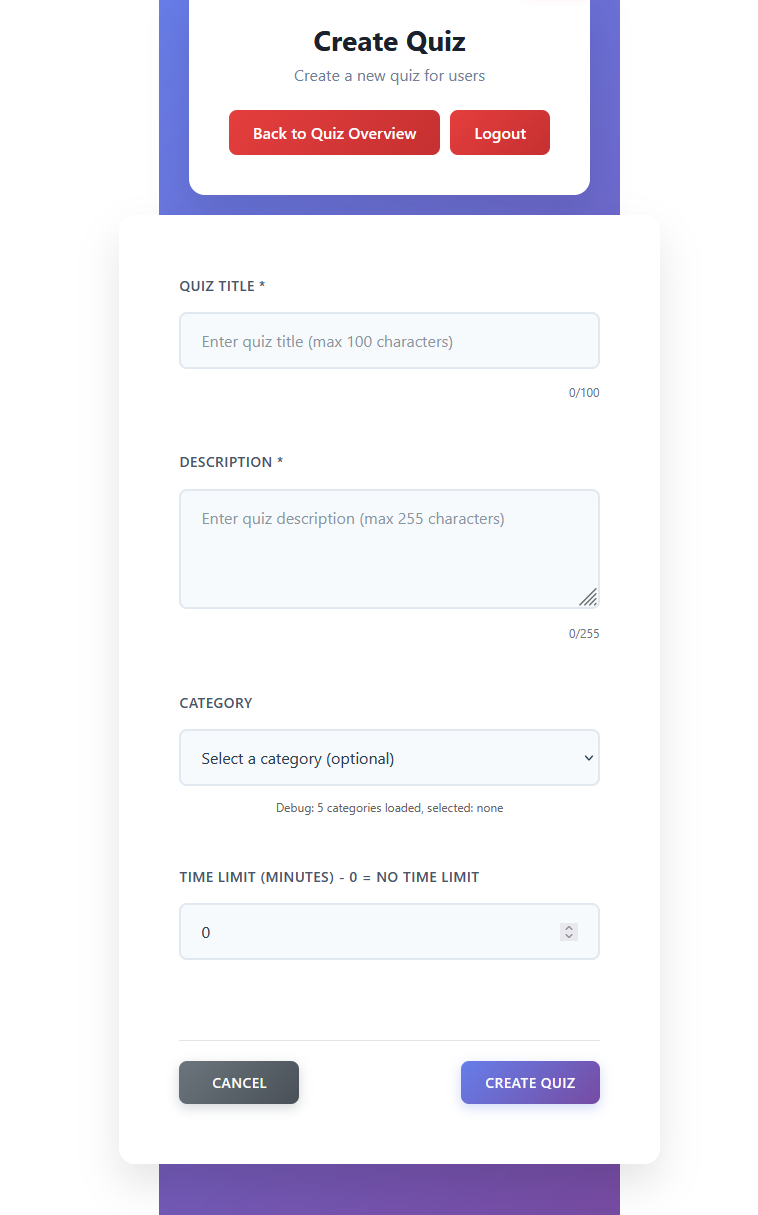 Create Quiz
Create a new quiz for users
Back to Quiz Overview Logout
QUIZ TITLE *
Enter quiz title (max 100 characters)
0/100
DESCRIPTION *
Enter quiz description (max 255 characters)
0/255
CATEGORY
Select a category (optional)
Debug: 5 categories loaded, selected: none
TIME LIMIT (MINUTES) - 0 = NO TIME LIMIT
0
CANCEL CREATE QUIZ